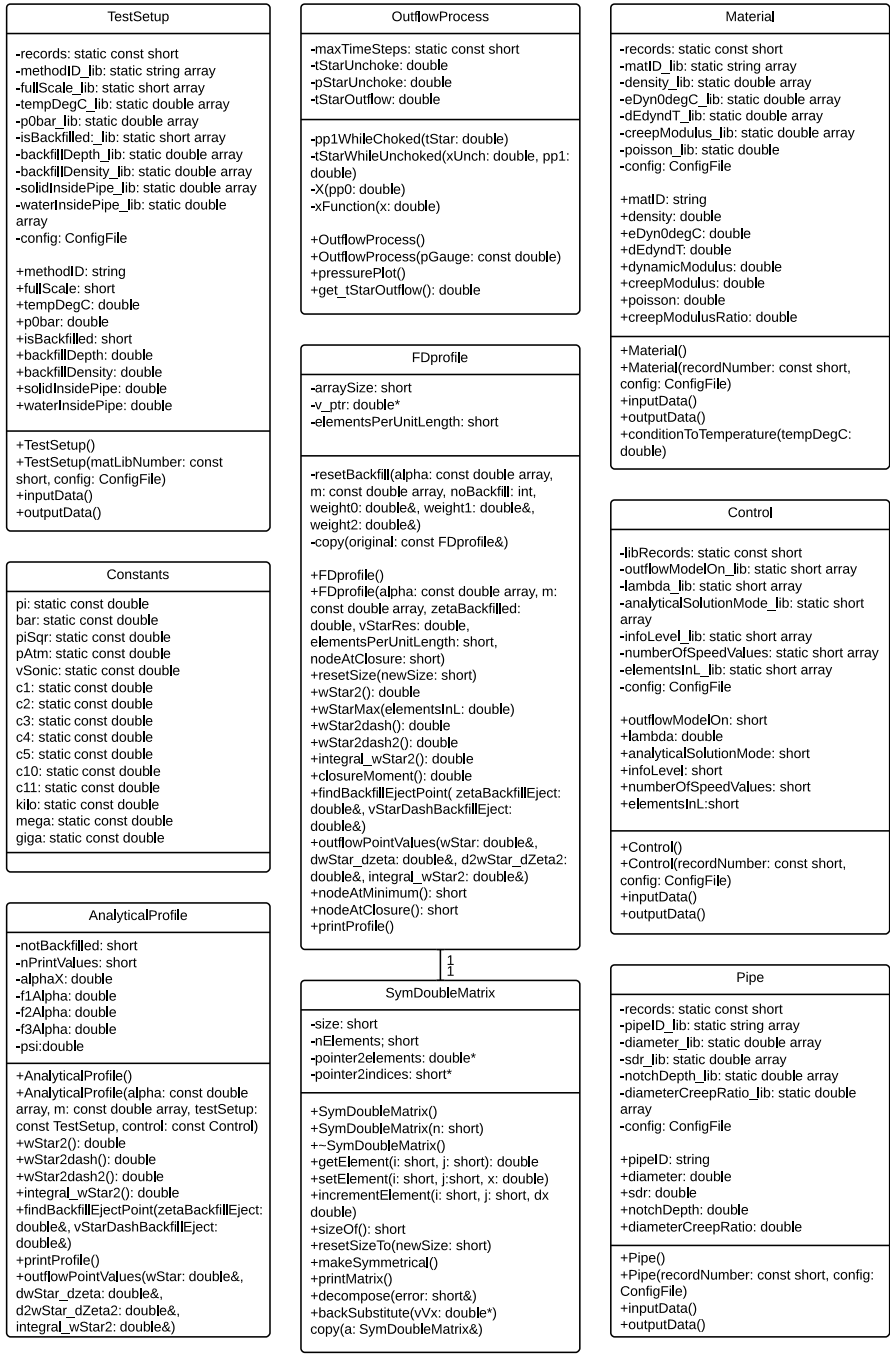 TestSetup
-records: static const short
-methodID_lib: static string array
-fullScale_lib: static short array
-tempDegC_lib: static double array
-p0bar_lib: static double array
-isBackfilled:_lib: static short array
-backfillDepth_lib: static double array
-backfillDensity_lib: static double array
-solidInsidePipe_lib: static double array
-waterInsidePipe_lib: static double
array
-config: ConfigFile
+methodID: string
+fullScale: short
+tempDegC: double
+p0bar: double
+isBackfilled: short
+backfillDepth: double
+backfillDensity: double
+solidInsidePipe: double
+waterInsidePipe: double
+TestSetup()
+TestSetup(matLibNumber: const
short, config: ConfigFile)
+inputData()
+outputData()
Constants
pi: static const double
bar: static const double
piSqr: static const double
pAtm: static const double
vSonic: static const double
c1: static const double
c2: static const double
c3: static const double
c4: static const double
c5: static const double
c10: static const double
c11: static const double
kilo: static const double
mega: static const double
giga: static const double
AnalyticalProfile
-notBackfilled: short
-nPrintValues: short
-alphaX: double
-f1Alpha: double
-f2Alpha: double
-f3Alpha: double
-psi:double
+AnalyticalProfile()
+AnalyticalProfile(alpha: const double
array, m: const double array, testSetup:
const TestSetup, control: const Control)
+wStar2(): double
+wStar2dash(): double
+wStar2dash2(): double
+integral_wStar2(): double
+findBackfillEjectPoint(zetaBackfillEject:
double&, vStarDashBackfillEject:
double&)
+printProfile()
+outflowPointValues(wStar: double&,
dwStar_dzeta: double&,
d2wStar_dZeta2: double&,
integral_wStar2: double&)
OutflowProcess
-maxTimeSteps: static const short
-tStarUnchoke: double
-pStarUnchoke: double
-tStarOutflow: double
-pp1WhileChoked(tStar: double)
-tStarWhileUnchoked(xUnch: double, pp1:
double)
-X(pp0: double)
-xFunction(x: double)
+OutflowProcess()
+OutflowProcess(pGauge: const double)
+pressurePlot()
+get_tStarOutflow(): double
FDprofile
-arraySize: short
-v_ptr: double*
-elementsPerUnitLength: short
-resetBackfill(alpha: const double array,
m: const double array, noBackfill: int,
weight0: double&, weight1: double&,
weight2: double&)
-copy(original: const FDprofile&)
+FDprofile()
+FDprofile(alpha: const double array, m:
const double array, zetaBackfilled:
double, vStarRes: double,
elementsPerUnitLength: short,
nodeAtClosure: short)
+resetSize(newSize: short)
+wStar2(): double
+wStarMax(elementsInL: double)
+wStar2dash(): double
+wStar2dash2(): double
+integral_wStar2(): double
+closureMoment(): double
+findBackfillEjectPoint( zetaBackfillEject:
double&, vStarDashBackfillEject:
double&)
+outflowPointValues(wStar: double&,
dwStar_dzeta: double&, d2wStar_dZeta2:
double&, integral_wStar2: double&)
+nodeAtMinimum(): short
+nodeAtClosure(): short
+printProfile()
1
1
SymDoubleMatrix
-size: short
-nElements; short
-pointer2elements: double*
-pointer2indices: short*
+SymDoubleMatrix()
+SymDoubleMatrix(n: short)
+~SymDoubleMatrix()
+getElement(i: short, j: short): double
+setElement(i: short, j:short, x: double)
+incrementElement(i: short, j: short, dx
double)
+sizeOf(): short
+resetSizeTo(newSize: short)
+makeSymmetrical()
+printMatrix()
+decompose(error: short&)
+backSubstitute(vVx: double*)
copy(a: SymDoubleMatrix&)
Material
-records: static const short
-matID_lib: static string array
-density_lib: static double array
-eDyn0degC_lib: static double array
-dEdyndT_lib: static double array
-creepModulus_lib: static double array
-poisson_lib: static double
-config: ConfigFile
+matID: string
+density: double
+eDyn0degC: double
+dEdyndT: double
+dynamicModulus: double
+creepModulus: double
+poisson: double
+creepModulusRatio: double
+Material()
+Material(recordNumber: const short,
config: ConfigFile)
+inputData()
+outputData()
+conditionToTemperature(tempDegC:
double)
Control
-libRecords: static const short
-outflowModelOn_lib: static short array
-lambda_lib: static short array
-analyticalSolutionMode_lib: static short
array
-infoLevel_lib: static short array
-numberOfSpeedValues: static short array
-elementsInL_lib: static short array
-config: ConfigFile
+outflowModelOn: short
+lambda: double
+analyticalSolutionMode: short
+infoLevel: short
+numberOfSpeedValues: short
+elementsInL:short
+Control()
+Control(recordNumber: const short,
config: ConfigFile)
+inputData()
+outputData()
Pipe
-records: static const short
-pipeID_lib: static string array
-diameter_lib: static double array
-sdr_lib: static double array
-notchDepth_lib: static double array
-diameterCreepRatio_lib: static double
array
-config: ConfigFile
+pipeID: string
+diameter: double
+sdr: double
+notchDepth: double
+diameterCreepRatio: double
+Pipe()
+Pipe(recordNumber: const short, config:
ConfigFile)
+inputData()
+outputData()